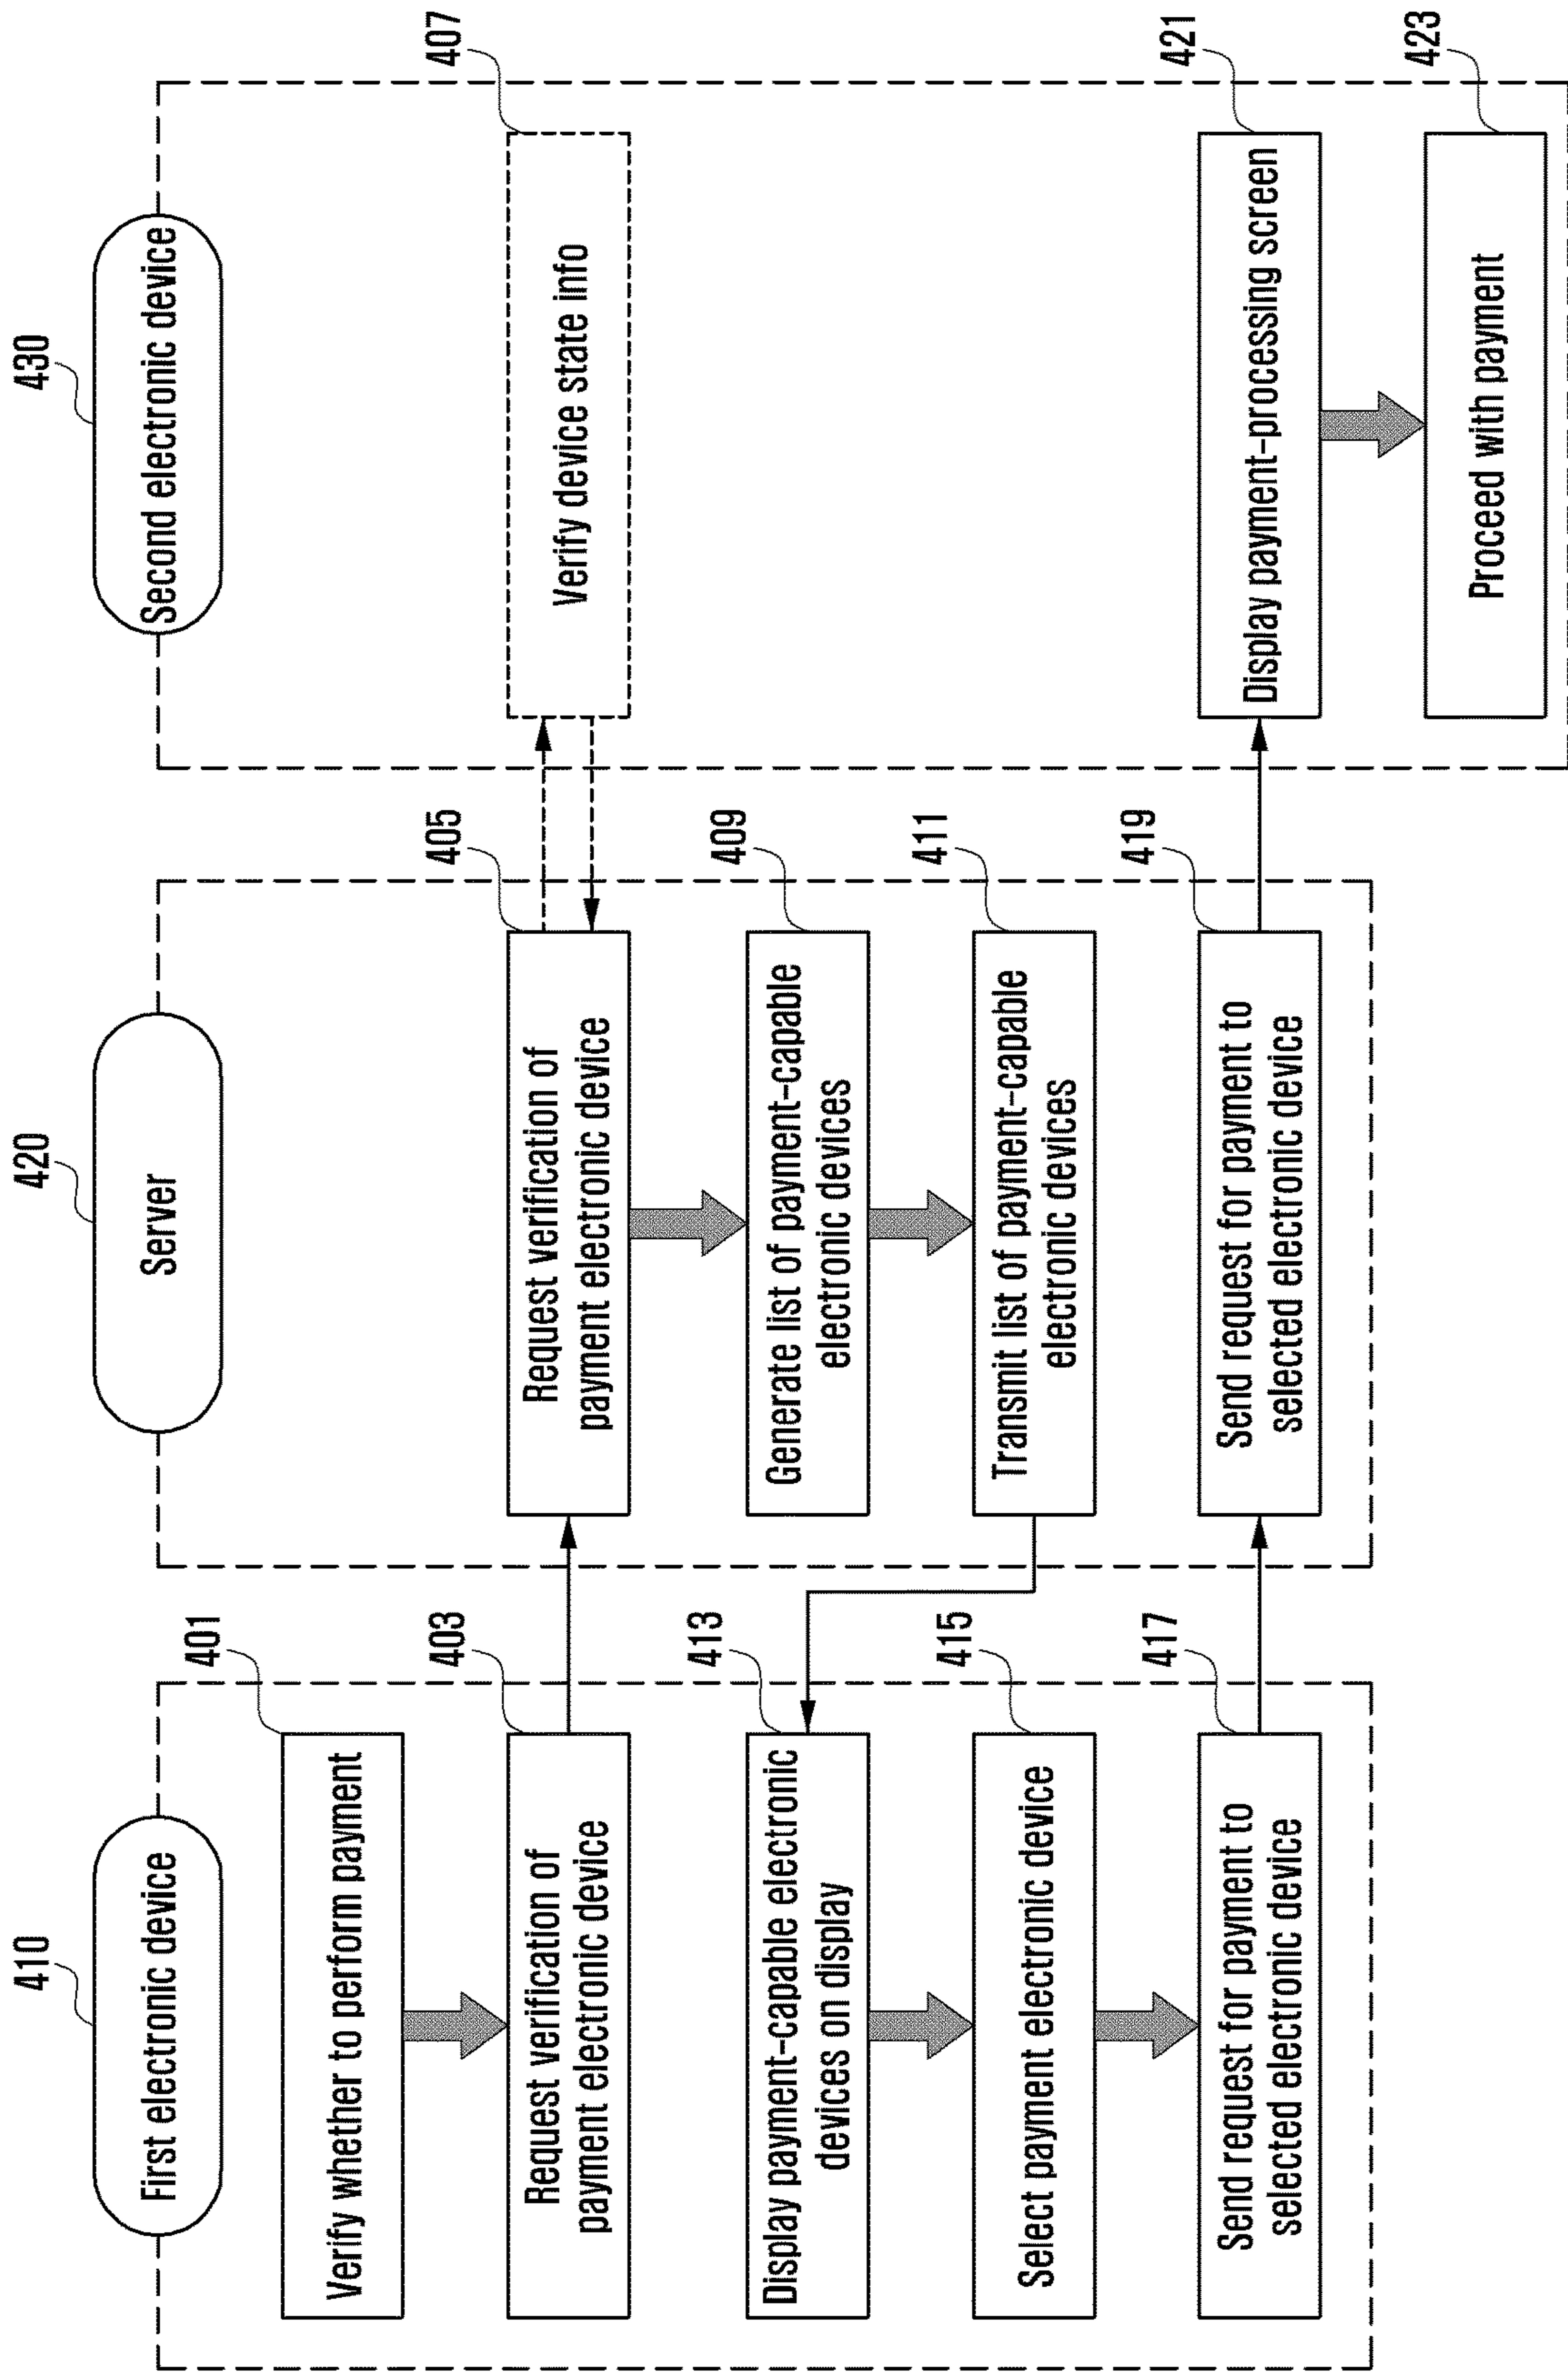 410
First electronic device
420
Server
430
Second electronic device
401
Verify whether to perform payment
403
Request verification of
payment electronic device
405
Request verification of
payment electronic device
407
Verify device state info
409
Generate list of payment-capable
electronic devices
411
Transmit list of payment-capable
electronic devices
413
Display payment-capable electronic
devices on display
415
Select payment electronic device
417
Send request for payment to
selected electronic device
419
Send request for payment to
selected electronic device
421
Display payment-processing screen
423
Proceed with payment